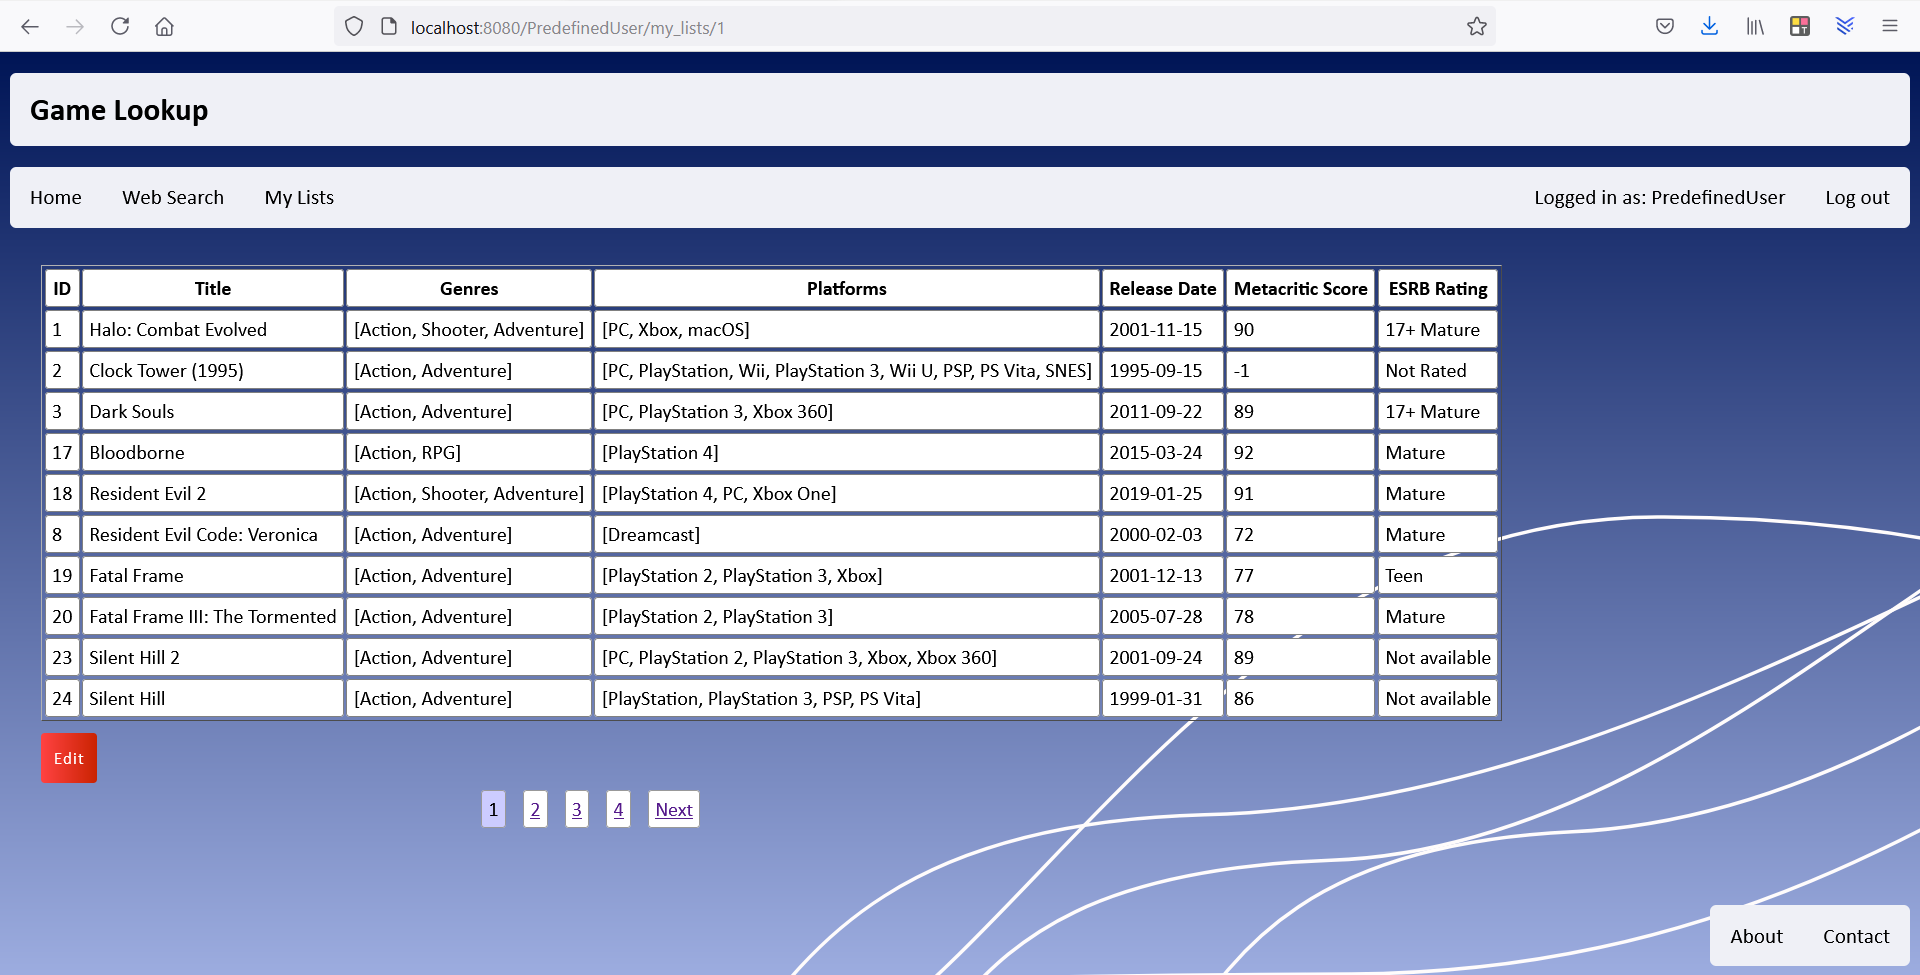 localhost:8080/PredefinedUser/my_lists/1
Game Lookup
Home Web Search My Lists Logged in as: PredefinedUser Log out
ID Title Genres Platforms Release Date Metacritic Score ESRB Rating
1 Halo: Combat Evolved [Action, Shooter, Adventure] [PC, Xbox, macOS] 2001-11-15 90 17+ Mature
2 Clock Tower (1995) [Action, Adventure] [PC, PlayStation, Wii, PlayStation 3, Wii U, PSP, PS Vita, SNES] 1995-09-15 -1 Not Rated
3 Dark Souls [Action, Adventure] [PC, PlayStation 3, Xbox 360] 2011-09-22 89 17+ Mature
17 Bloodborne [Action, RPG] [PlayStation 4] 2015-03-24 92 Mature
18 Resident Evil 2 [Action, Shooter, Adventure] [PlayStation 4, PC, Xbox One] 2019-01-25 91 Mature
8 Resident Evil Code: Veronica [Action, Adventure] [Dreamcast] 2000-02-03 72 Mature
19 Fatal Frame [Action, Adventure] [PlayStation 2, PlayStation 3, Xbox] 2001-12-13 77 Teen
20 Fatal Frame III: The Tormented [Action, Adventure] [PlayStation 2, PlayStation 3] 2005-07-28 78 Mature
23 Silent Hill 2 [Action, Adventure] [PC, PlayStation 2, PlayStation 3, Xbox, Xbox 360] 2001-09-24 89 Not available
24 Silent Hill [Action, Adventure] [PlayStation, PlayStation 3, PSP, PS Vita] 1999-01-31 86 Not available
Edit
1 2 3 4 Next
About Contact